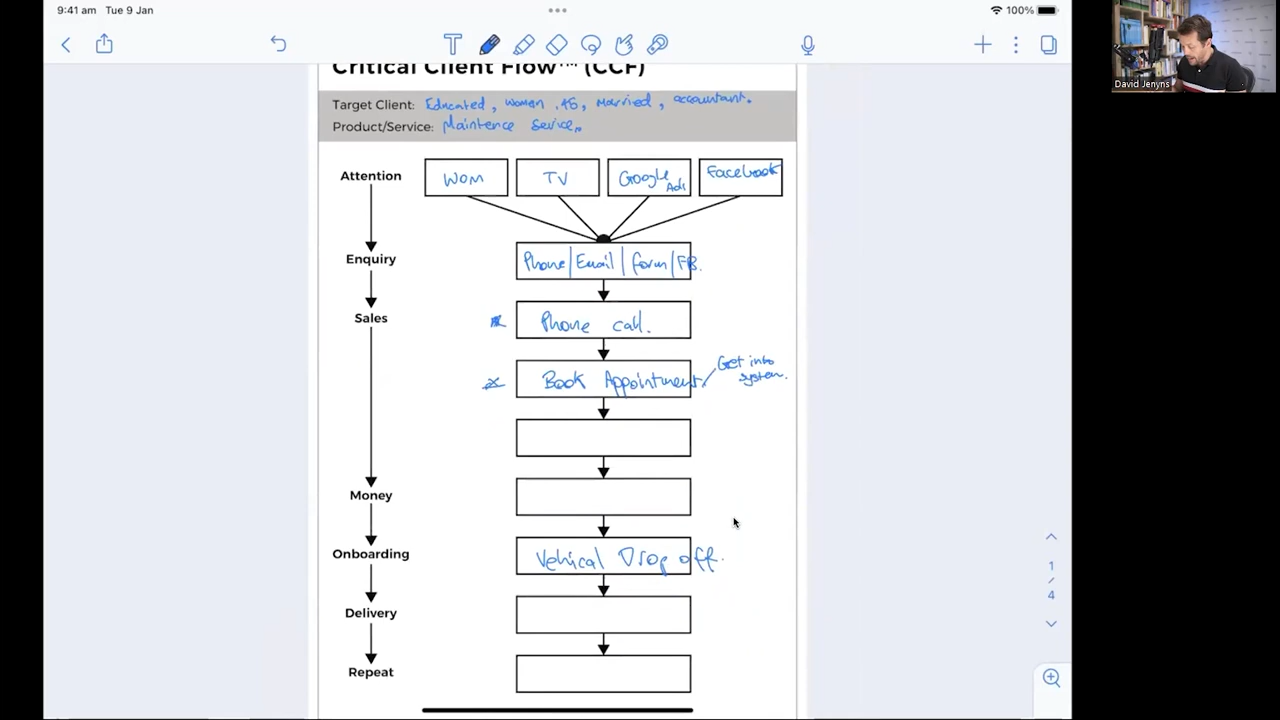 9:41 am Tue 9 Jan
100%
David Jenyns
Critical Client Flow™ (CCF)
Target Client: Educated, woman, 45, married, accountant.
Product/Service: Maintence Service.
Attention
WOM
TV
Google Ads
Facebook
Enquiry
Phone | Email | form | FB.
Sales
* Phone call.
* Book Appointment
Get into
system.
Money
Onboarding
Vehical Drop off.
Delivery
Repeat
T
1
/
4